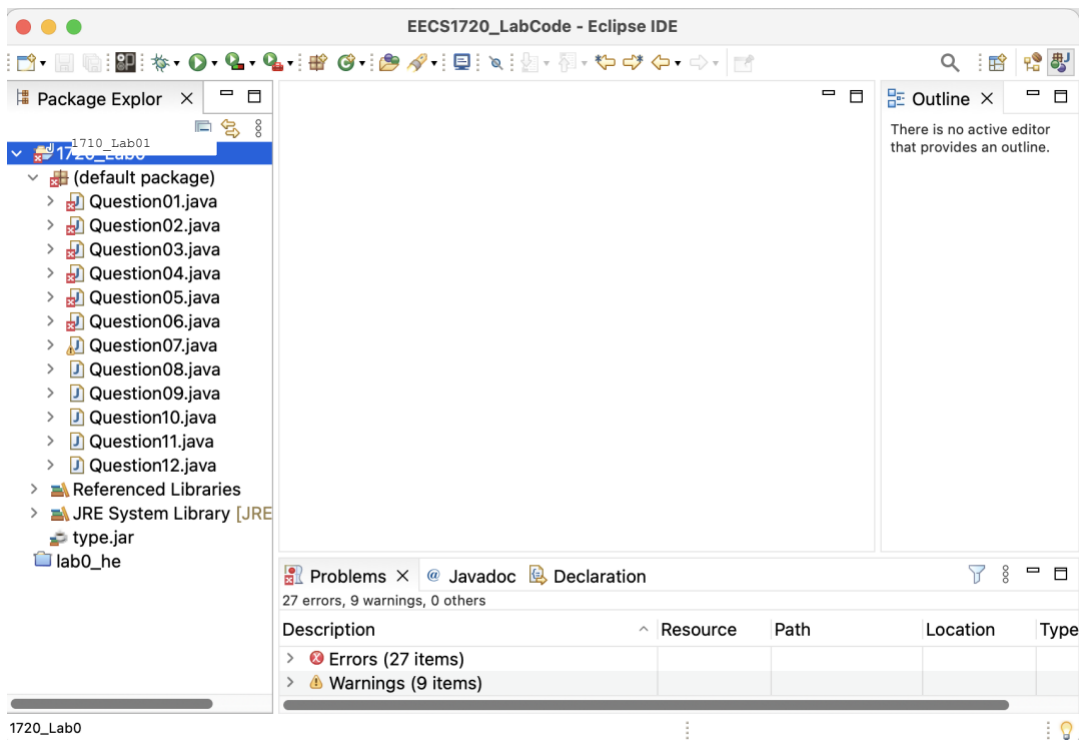 EECS1720_LabCode - Eclipse IDE
Package Explor
Outline
There is no active editor
that provides an outline.
1710_Lab01
1720_Lab0
(default package)
Question01.java
Question02.java
Question03.java
Question04.java
Question05.java
Question06.java
Question07.java
Question08.java
Question09.java
Question10.java
Question11.java
Question12.java
Referenced Libraries
JRE System Library [JRE
type.jar
lab0_he
Problems @ Javadoc Declaration
27 errors, 9 warnings, 0 others
Description Resource Path Location Type
Errors (27 items)
Warnings (9 items)
1720_Lab0